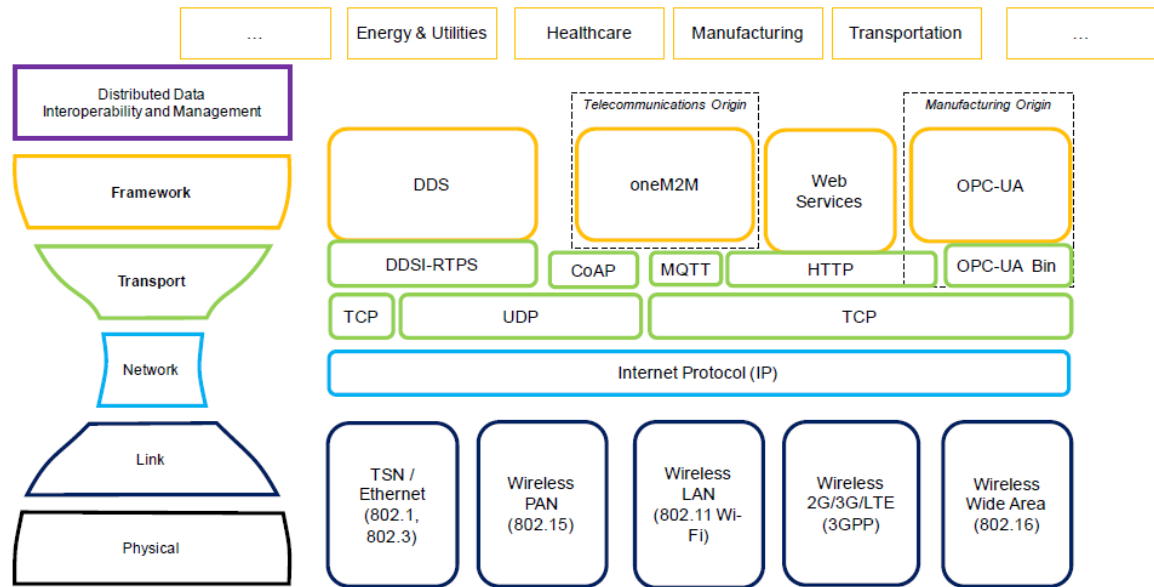 ...
Energy & Utilities
Healthcare
Manufacturing
Transportation
...
Distributed Data
Interoperability and Management
Telecommunications Origin
Manufacturing Origin
Framework
DDS
oneM2M
Web
Services
OPC-UA
Transport
DDSI-RTPS
CoAP
MQTT
HTTP
OPC-UA Bin
TCP
UDP
TCP
Network
Internet Protocol (IP)
Link
TSN /
Ethernet
(802.1,
802.3)
Wireless
PAN
(802.15)
Wireless
LAN
(802.11 Wi-
Fi)
Wireless
2G/3G/LTE
(3GPP)
Wireless
Wide Area
(802.16)
Physical